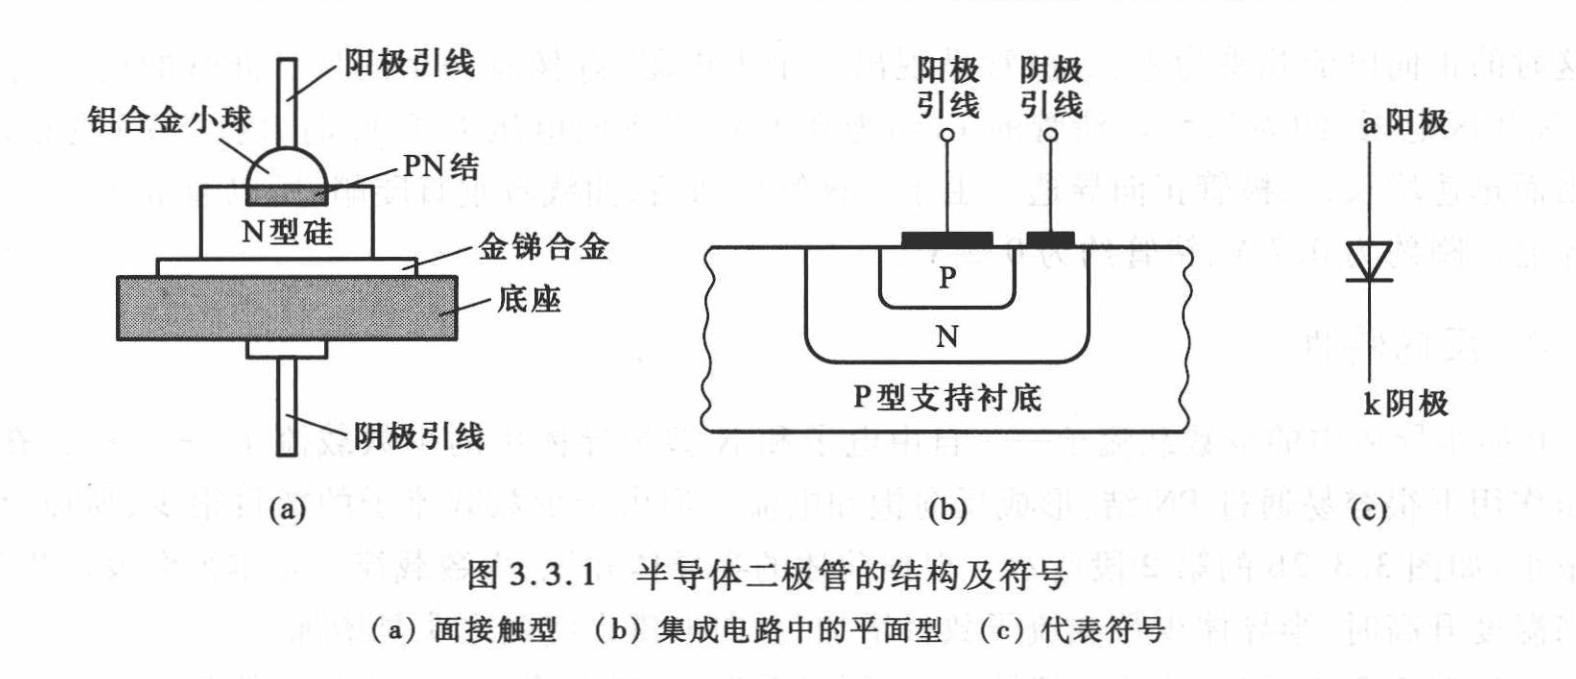 阳极引线
铝合金小球
PN结
N型硅
金锑合金
底座
阴极引线
(a)
阳极
引线
阴极
引线
P
N
P型支持衬底
(b)
a阳极
k阴极
(c)
图3.3.1 半导体二极管的结构及符号
(a) 面接触型 (b) 集成电路中的平面型 (c) 代表符号